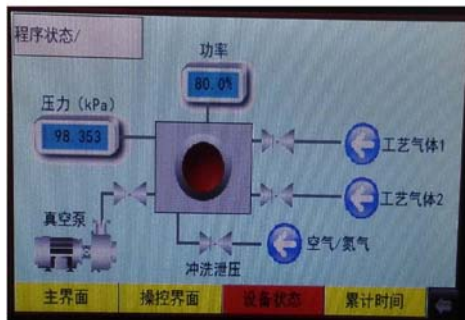 程序状态/
功率
80.0%
压力（kPa）
98.353
工艺气体1
工艺气体2
真空泵
空气/氮气
冲洗泄压
主界面 操控界面 设备状态 累计时间